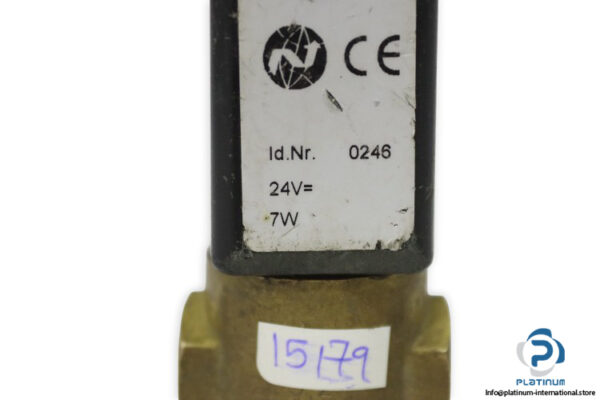 N CE
Id.Nr. 0246
24V=
7W
15179
PLATINUM
Info@platinum-international.store